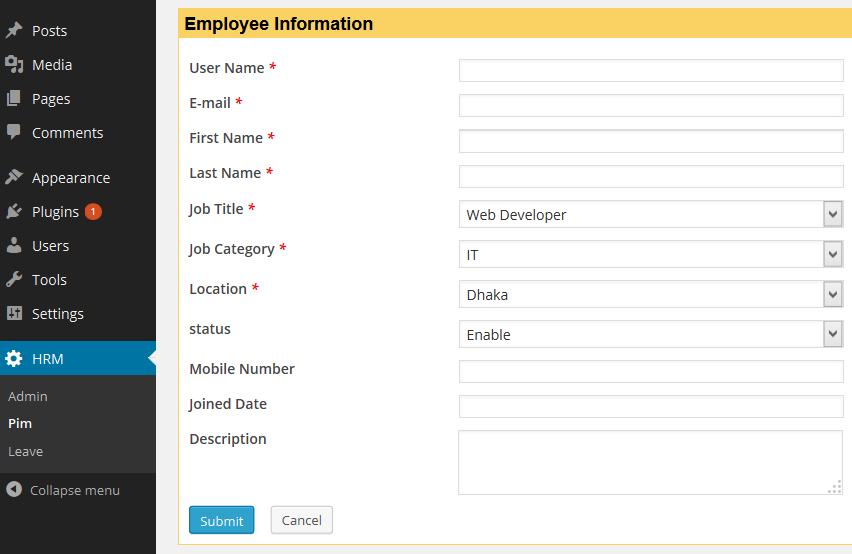 Posts
Media
Pages
Comments
Appearance
Plugins 1
Users
Tools
Settings
HRM
Admin
Pim
Leave
Collapse menu
Employee Information
User Name *
E-mail *
First Name *
Last Name *
Job Title * Web Developer
Job Category * IT
Location * Dhaka
status Enable
Mobile Number
Joined Date
Description
Submit Cancel